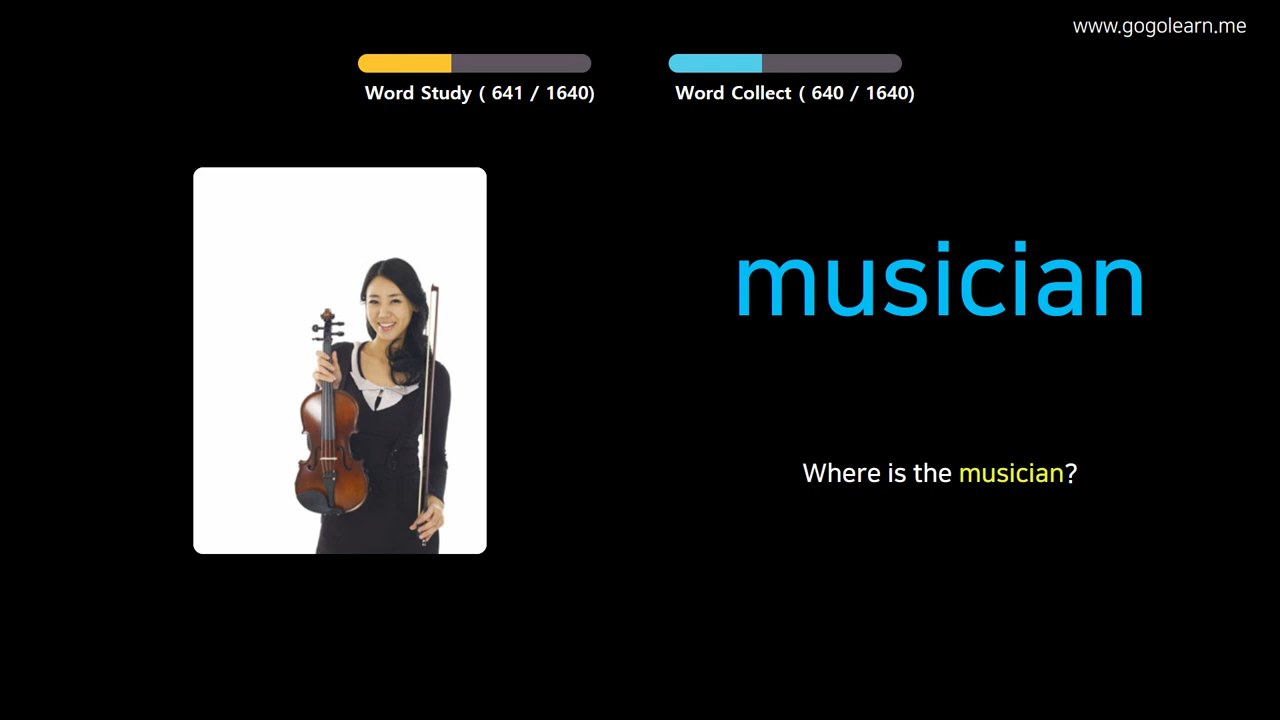 www.gogolearn.me
Word Study ( 641 / 1640)
Word Collect ( 640 / 1640)
musician
Where is the musician?